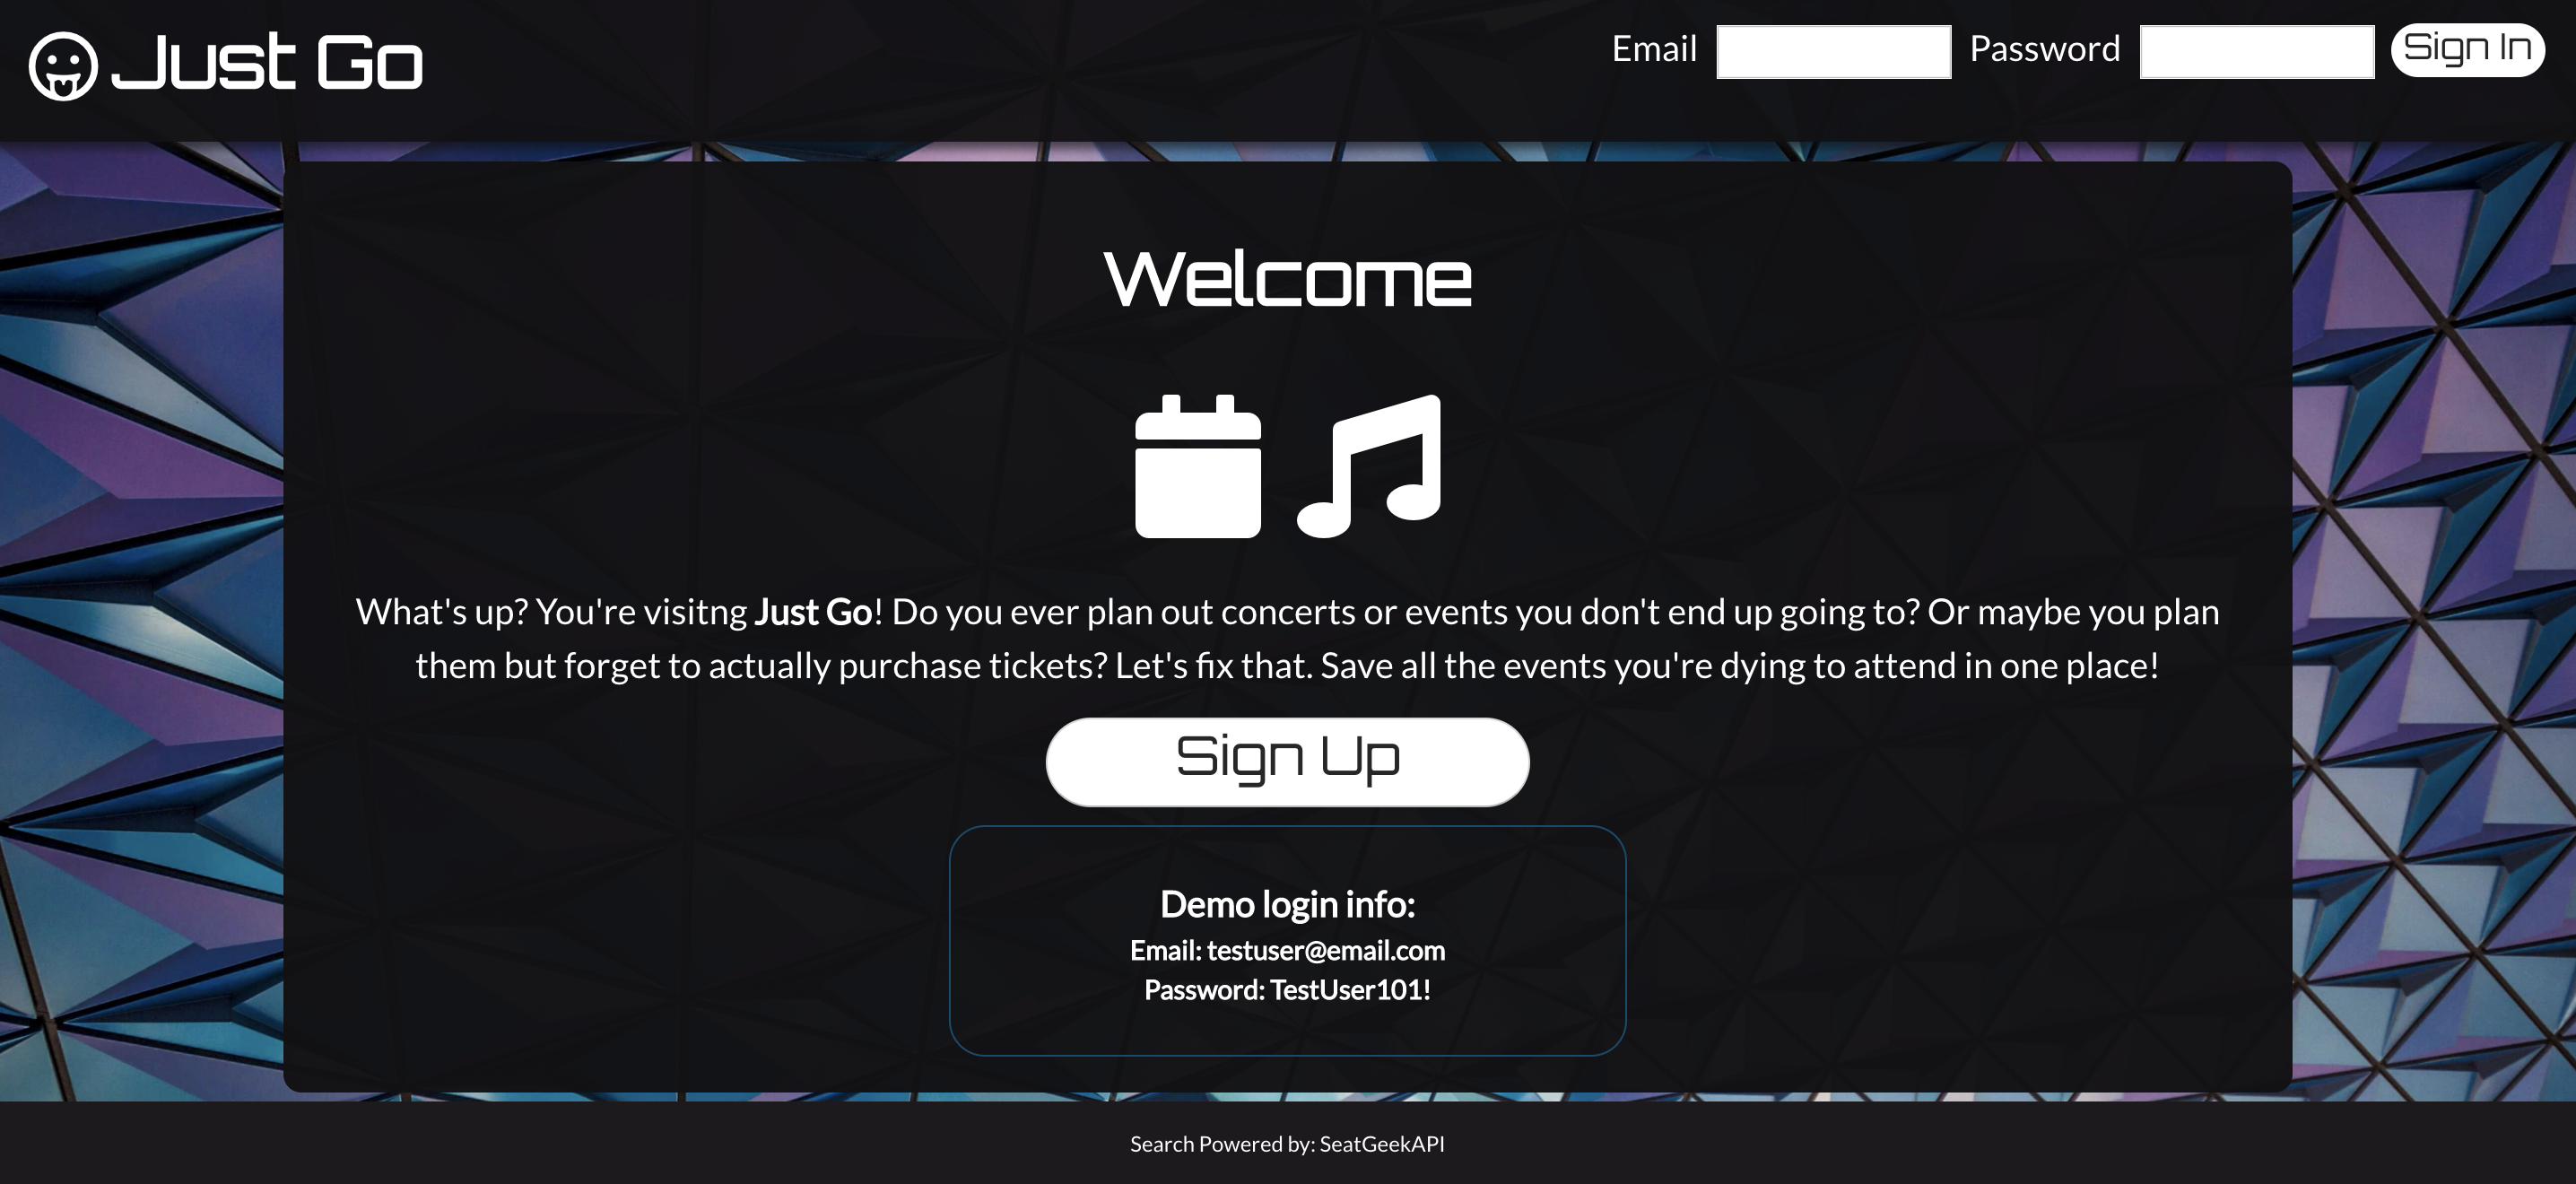 Just Go
Email Password Sign In
Welcome
What's up? You're visitng Just Go! Do you ever plan out concerts or events you don't end up going to? Or maybe you plan
them but forget to actually purchase tickets? Let's fix that. Save all the events you're dying to attend in one place!
Sign Up
Demo login info:
Email: testuser@email.com
Password: TestUser101!
Search Powered by: SeatGeekAPI